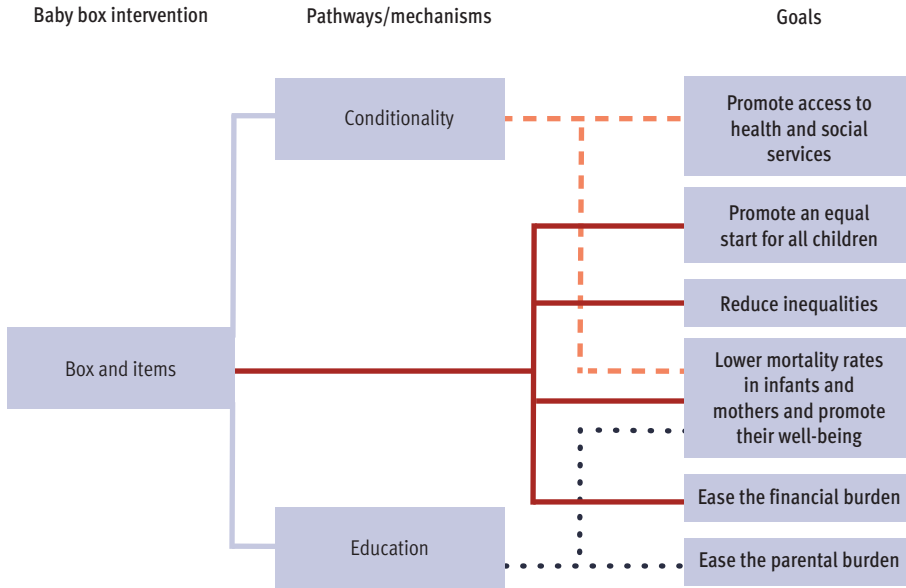 Baby box intervention
Pathways/mechanisms
Goals
Conditionality
Promote access to
health and social
services
Promote an equal
start for all children
Reduce inequalities
Box and items
Lower mortality rates
in infants and
mothers and promote
their well-being
Ease the financial burden
Education
Ease the parental burden